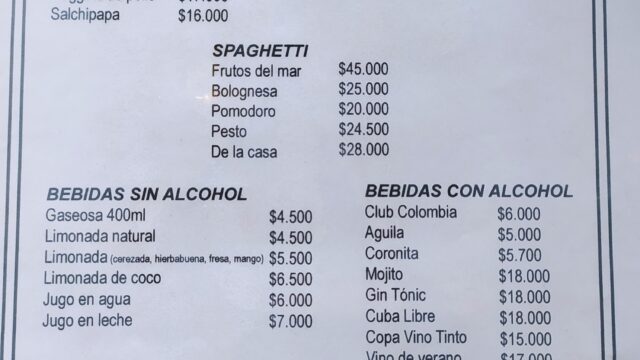 Salchipapa $16.000
SPAGHETTI
Frutos del mar $45.000
Bolognesa $25.000
Pomodoro $20.000
Pesto $24.500
De la casa $28.000
BEBIDAS SIN ALCOHOL
Gaseosa 400ml $4.500
Limonada natural $4.500
Limonada (cerezada, hierbabuena, fresa, mango) $5.500
Limonada de coco $6.500
Jugo en agua $6.000
Jugo en leche $7.000
BEBIDAS CON ALCOHOL
Club Colombia $6.000
Aguila $5.000
Coronita $5.700
Mojito $18.000
Gin Tónic $18.000
Cuba Libre $18.000
Copa Vino Tinto $15.000
Vino de verano $17.000